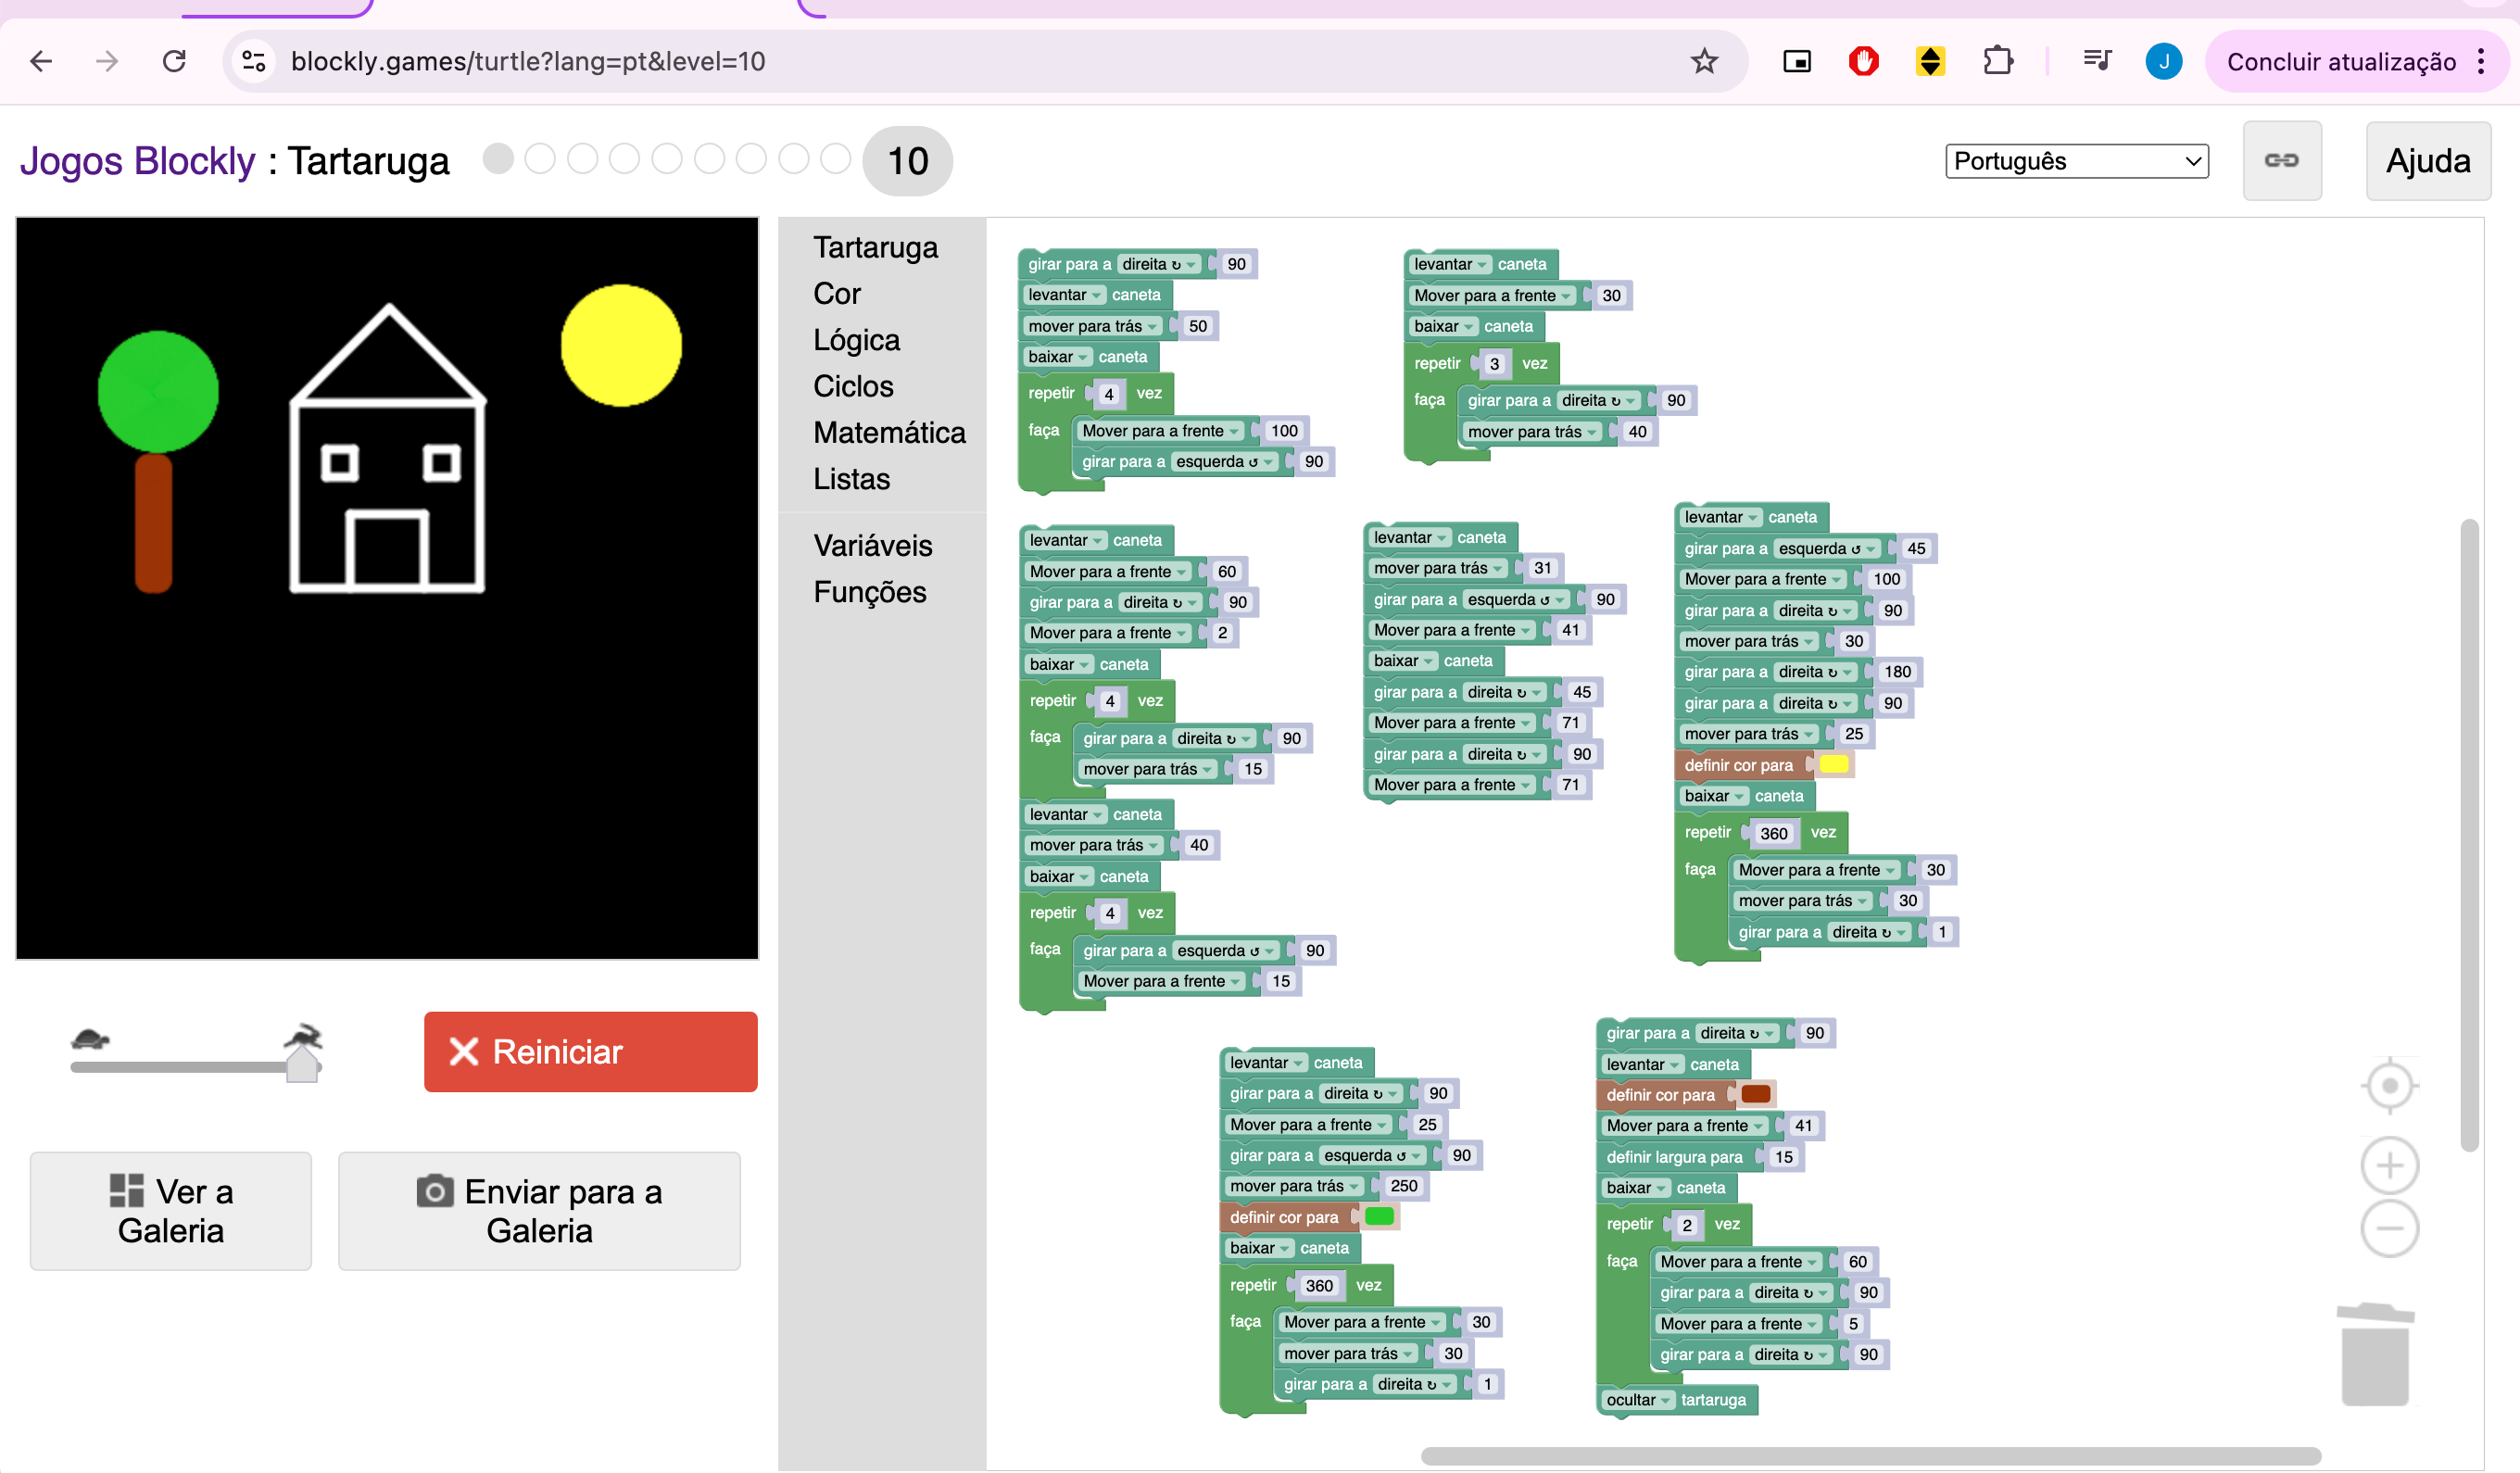 blockly.games/turtle?lang=pt&level=10
J
Concluir atualização
Jogos Blockly : Tartaruga
10
Português
Ajuda
Tartaruga
Cor
Lógica
Ciclos
Matemática
Listas
Variáveis
Funções
girar para a direita ↻ 90
levantar caneta
mover para trás 50
baixar caneta
repetir 4 vez
faça Mover para a frente 100
girar para a esquerda ↺ 90
levantar caneta
Mover para a frente 30
baixar caneta
repetir 3 vez
faça girar para a direita ↻ 90
mover para trás 40
levantar caneta
Mover para a frente 60
girar para a direita ↻ 90
Mover para a frente 2
baixar caneta
repetir 4 vez
faça girar para a direita ↻ 90
mover para trás 15
levantar caneta
mover para trás 40
baixar caneta
repetir 4 vez
faça girar para a esquerda ↺ 90
Mover para a frente 15
levantar caneta
mover para trás 31
girar para a esquerda ↺ 90
Mover para a frente 41
baixar caneta
girar para a direita ↻ 45
Mover para a frente 71
girar para a direita ↻ 90
Mover para a frente 71
levantar caneta
girar para a esquerda ↺ 45
Mover para a frente 100
girar para a direita ↻ 90
mover para trás 30
girar para a direita ↻ 180
girar para a direita ↻ 90
mover para trás 25
definir cor para
baixar caneta
repetir 360 vez
faça Mover para a frente 30
mover para trás 30
girar para a direita ↻ 1
levantar caneta
girar para a direita ↻ 90
Mover para a frente 25
girar para a esquerda ↺ 90
mover para trás 250
definir cor para
baixar caneta
repetir 360 vez
faça Mover para a frente 30
mover para trás 30
girar para a direita ↻ 1
girar para a direita ↻ 90
levantar caneta
definir cor para
Mover para a frente 41
definir largura para 15
baixar caneta
repetir 2 vez
faça Mover para a frente 60
girar para a direita ↻ 90
Mover para a frente 5
girar para a direita ↻ 90
ocultar tartaruga
Reiniciar
Ver a
Galeria
Enviar para a
Galeria